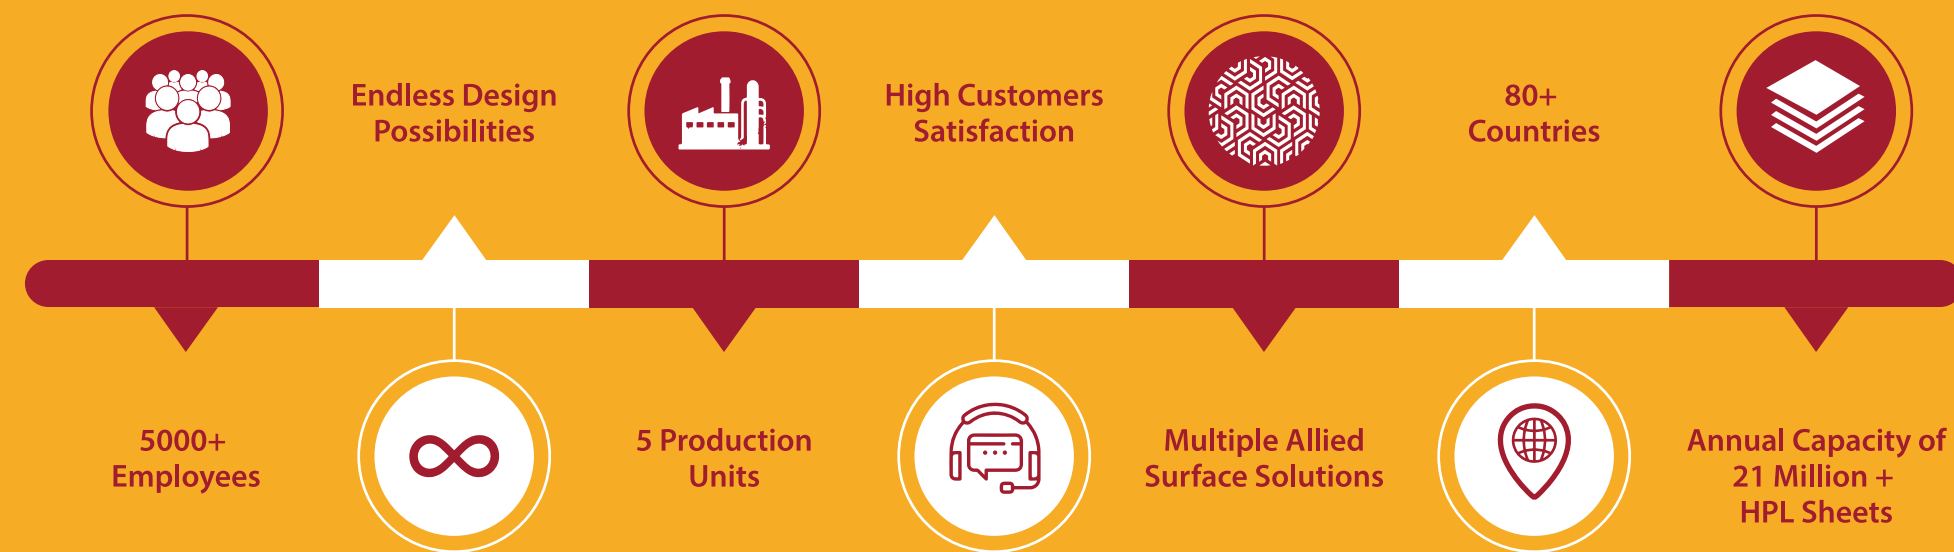 5000+
Employees
Endless Design
Possibilities
5 Production
Units
High Customers
Satisfaction
Multiple Allied
Surface Solutions
80+
Countries
Annual Capacity of
21 Million +
HPL Sheets